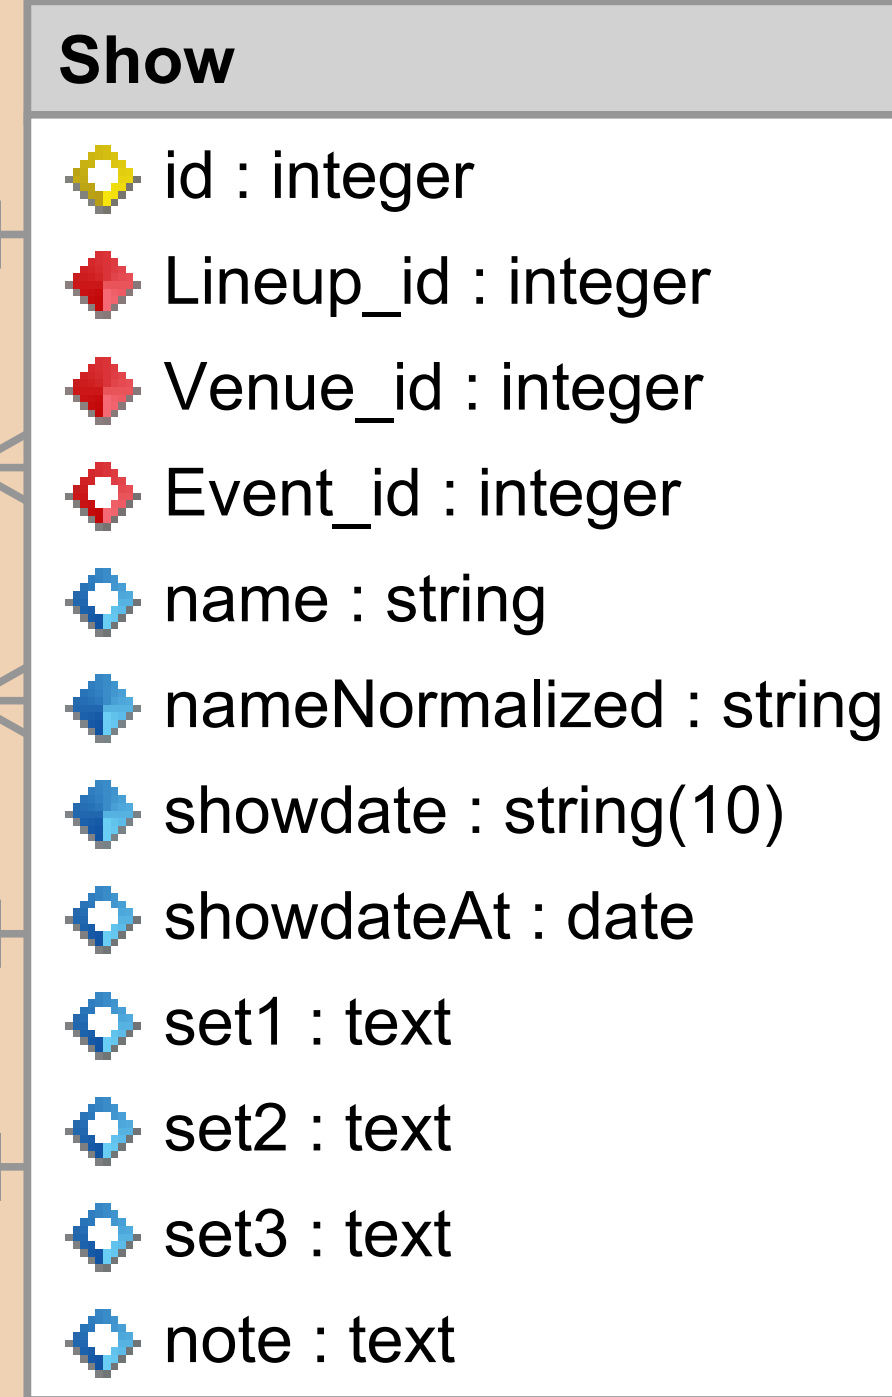 Show
id : integer
Lineup_id : integer
Venue_id : integer
Event_id : integer
name : string
nameNormalized : string
showdate : string(10)
showdateAt : date
set1 : text
set2 : text
set3 : text
note : text